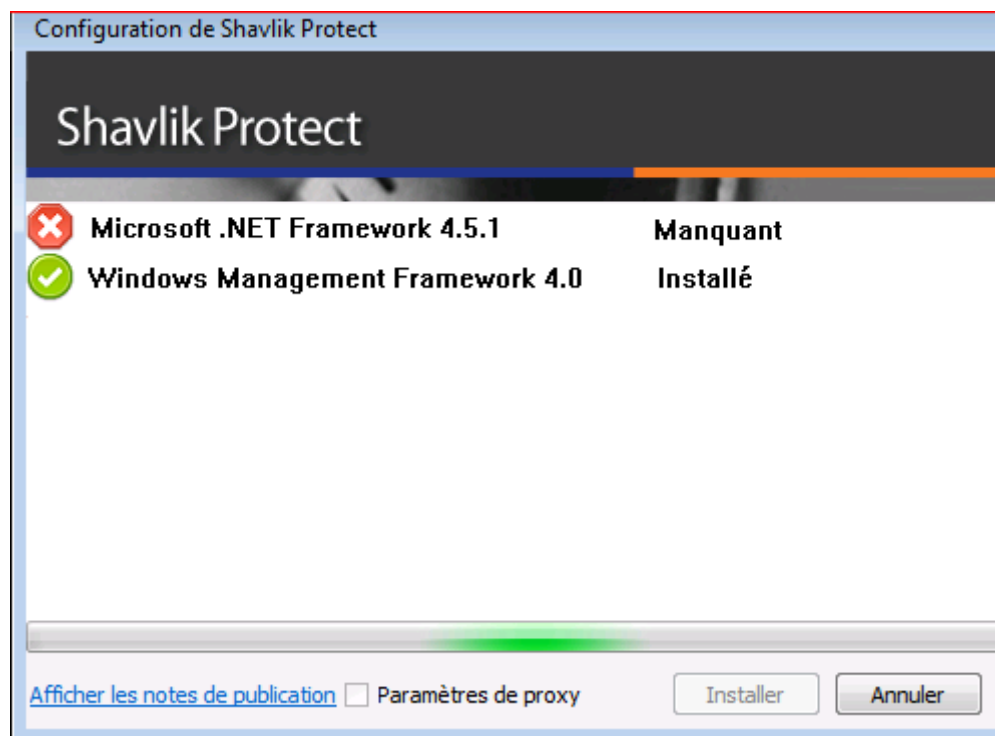 Configuration de Shavlik Protect
Shavlik Protect
Microsoft .NET Framework 4.5.1 Manquant
Windows Management Framework 4.0 Installé
Afficher les notes de publication Paramètres de proxy Installer Annuler